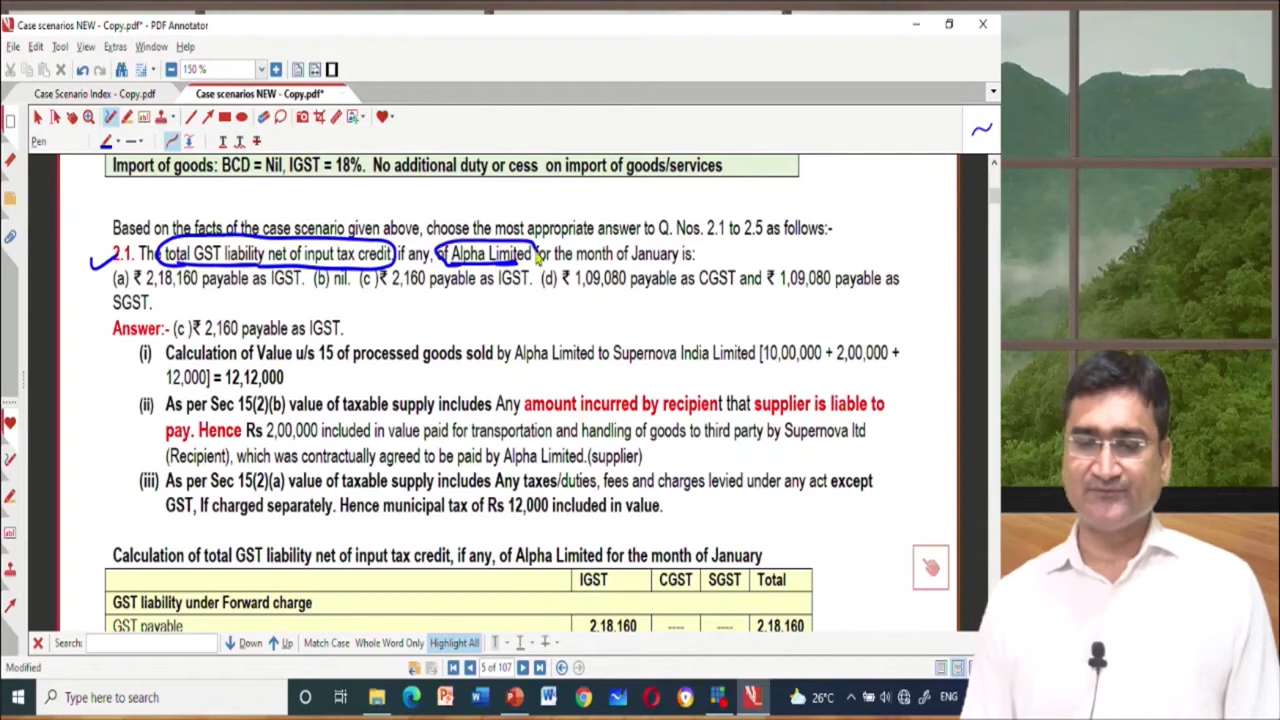 Case scenarios NEW - Copy.pdf* - PDF Annotator
File Edit Tool View Extras Window Help
150 %
Case Scenario Index - Copy.pdf Case scenarios NEW - Copy.pdf*
Pen
Import of goods: BCD = Nil, IGST = 18%. No additional duty or cess on import of goods/services
Based on the facts of the case scenario given above, choose the most appropriate answer to Q. Nos. 2.1 to 2.5 as follows:-
2.1. The total GST liability net of input tax credit, if any, of Alpha Limited for the month of January is:
(a) ₹ 2,18,160 payable as IGST. (b) nil. (c )₹ 2,160 payable as IGST. (d) ₹ 1,09,080 payable as CGST and ₹ 1,09,080 payable as
SGST.
Answer:- (c )₹ 2,160 payable as IGST.
(i) Calculation of Value u/s 15 of processed goods sold by Alpha Limited to Supernova India Limited [10,00,000 + 2,00,000 +
12,000] = 12,12,000
(ii) As per Sec 15(2)(b) value of taxable supply includes Any amount incurred by recipient that supplier is liable to
pay. Hence Rs 2,00,000 included in value paid for transportation and handling of goods to third party by Supernova ltd
(Recipient), which was contractually agreed to be paid by Alpha Limited.(supplier)
(iii) As per Sec 15(2)(a) value of taxable supply includes Any taxes/duties, fees and charges levied under any act except
GST, If charged separately. Hence municipal tax of Rs 12,000 included in value.
Calculation of total GST liability net of input tax credit, if any, of Alpha Limited for the month of January
IGST CGST SGST Total
GST liability under Forward charge
GST payable 2,18,160 ---- ---- 2,18,160
Search: Down Up Match Case Whole Word Only Highlight All
Modified 5 of 107
Type here to search 26°C ENG